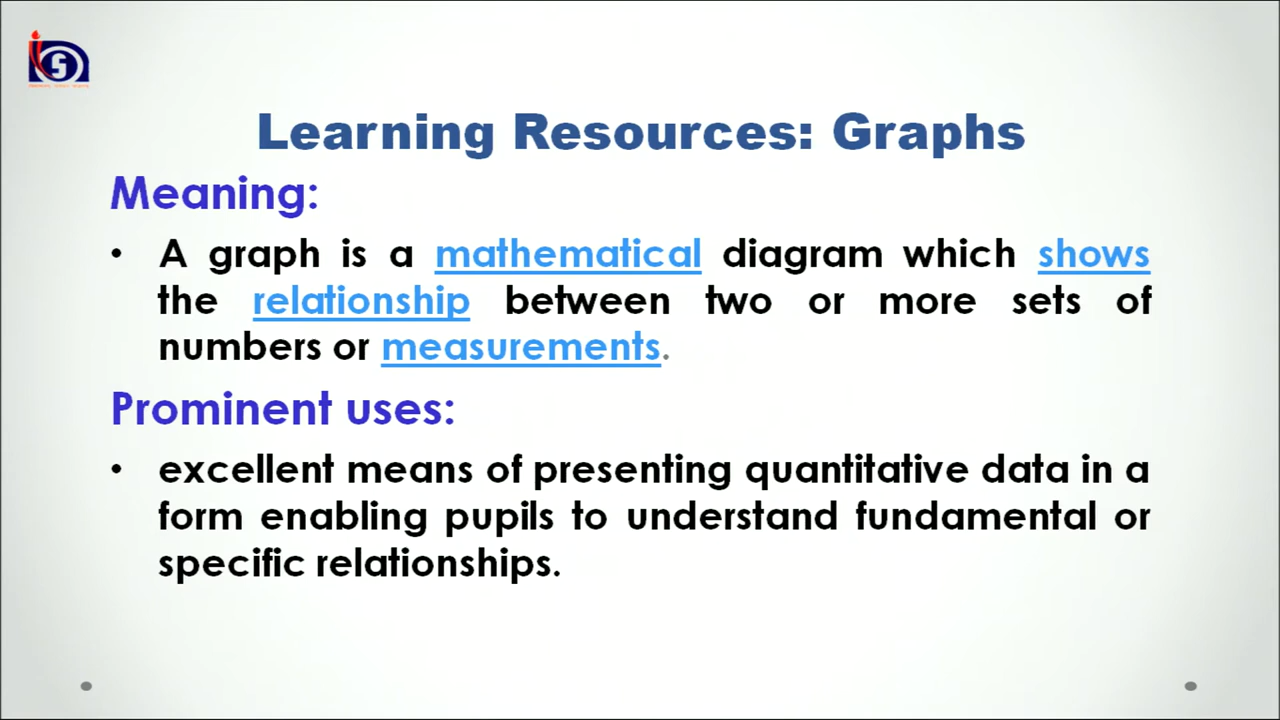 Learning Resources: Graphs
Meaning:
• A graph is a mathematical diagram which shows
the relationship between two or more sets of
numbers or measurements.
Prominent uses:
• excellent means of presenting quantitative data in a
form enabling pupils to understand fundamental or
specific relationships.